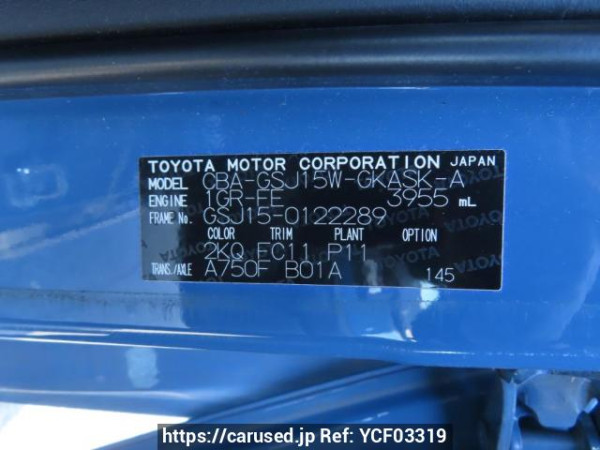 TOYOTA MOTOR CORPORATION JAPAN
MODEL CBA-GSJ15W-GKASK-A
ENGINE 1GR-FE 3955 mL
FRAME No. GSJ15-0122289
COLOR TRIM PLANT OPTION
2KQ FC11 P11
TRANS/AXLE A750F B01A 145
https://carused.jp Ref: YCF03319